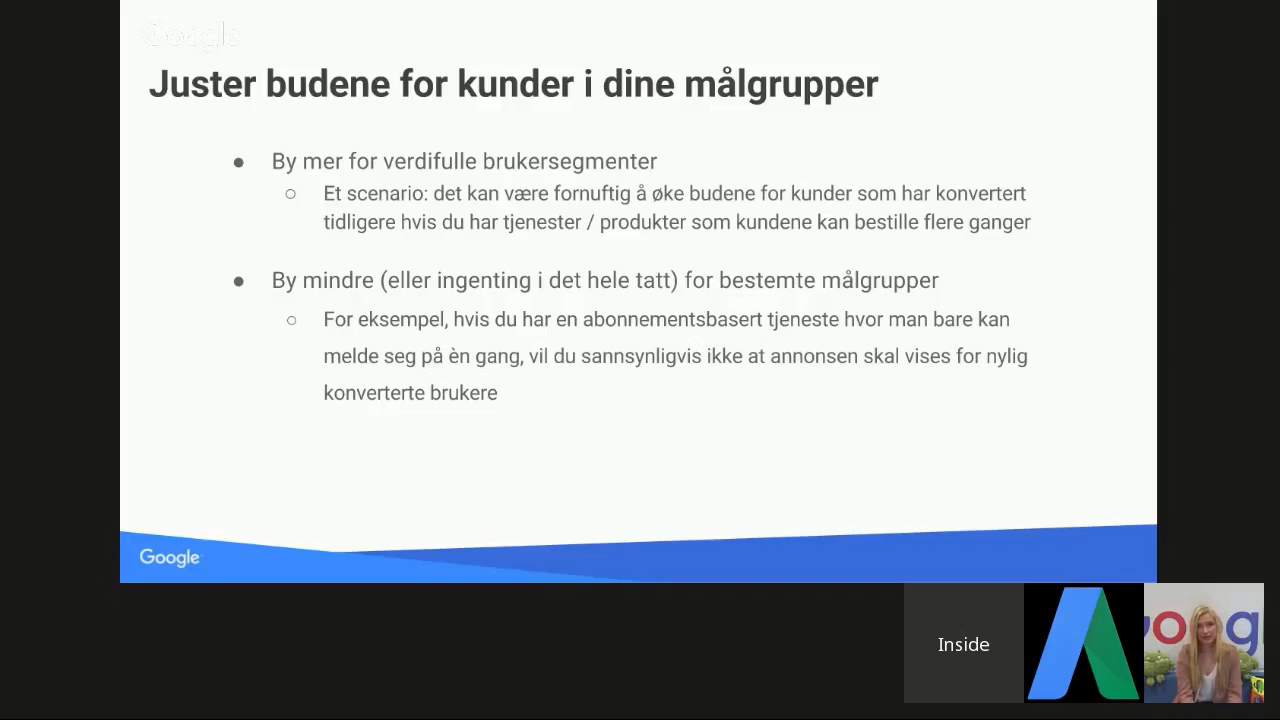 Google
Juster budene for kunder i dine målgrupper
● By mer for verdifulle brukersegmenter
○ Et scenario: det kan være fornuftig å øke budene for kunder som har konvertert
tidligere hvis du har tjenester / produkter som kundene kan bestille flere ganger
● By mindre (eller ingenting i det hele tatt) for bestemte målgrupper
○ For eksempel, hvis du har en abonnementsbasert tjeneste hvor man bare kan
melde seg på èn gang, vil du sannsynligvis ikke at annonsen skal vises for nylig
konverterte brukere
Google
Inside
oog